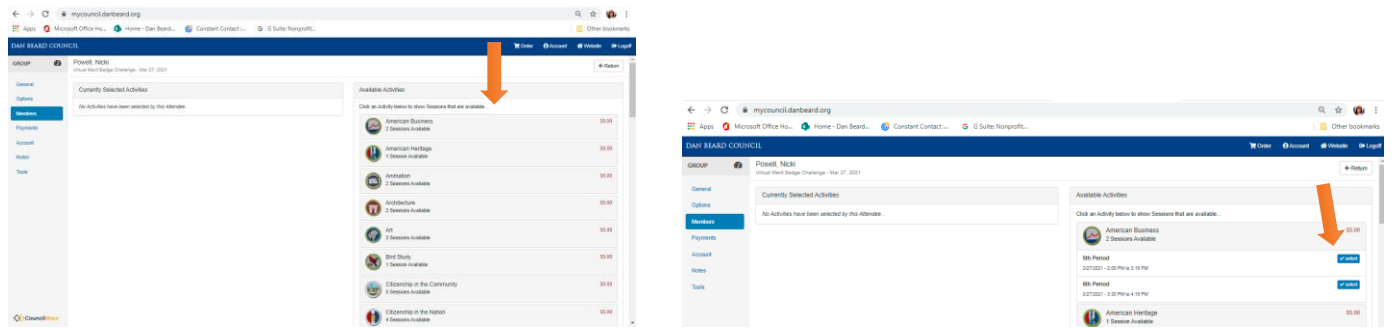 mycouncil.danbeard.org
Apps Microsoft Office Ho... Home - Dan Beard... Constant Contact :... G Suite: Nonprofit... Other bookmarks
DAN BEARD COUNCIL Order Account Website Logoff
GROUP
Powell, Nicki
Virtual Merit Badge Challenge - Mar 27, 2021
Return
General
Options
Members
Payments
Account
Notes
Tools
Currently Selected Activities
No Activities have been selected by this Attendee.
Available Activities
Click an Activity below to show Sessions that are available...
American Business $5.00
2 Sessions Available
American Heritage $5.00
1 Session Available
Animation $5.00
2 Sessions Available
Architecture $5.00
2 Sessions Available
Art $5.00
3 Sessions Available
Bird Study $5.00
1 Session Available
Citizenship in the Community $5.00
5 Sessions Available
Citizenship in the Nation $5.00
4 Sessions Available
CouncilWare
mycouncil.danbeard.org
Apps Microsoft Office Ho... Home - Dan Beard... Constant Contact :... G Suite: Nonprofit... Other bookmarks
DAN BEARD COUNCIL Order Account Website Logoff
GROUP
Powell, Nicki
Virtual Merit Badge Challenge - Mar 27, 2021
Return
General
Options
Members
Payments
Account
Notes
Tools
Currently Selected Activities
No Activities have been selected by this Attendee...
Available Activities
Click an Activity below to show Sessions that are available...
American Business $5.00
2 Sessions Available
5th Period select
3/27/2021 - 2:00 PM to 3:15 PM
6th Period select
3/27/2021 - 3:30 PM to 4:15 PM
American Heritage $5.00
1 Session Available